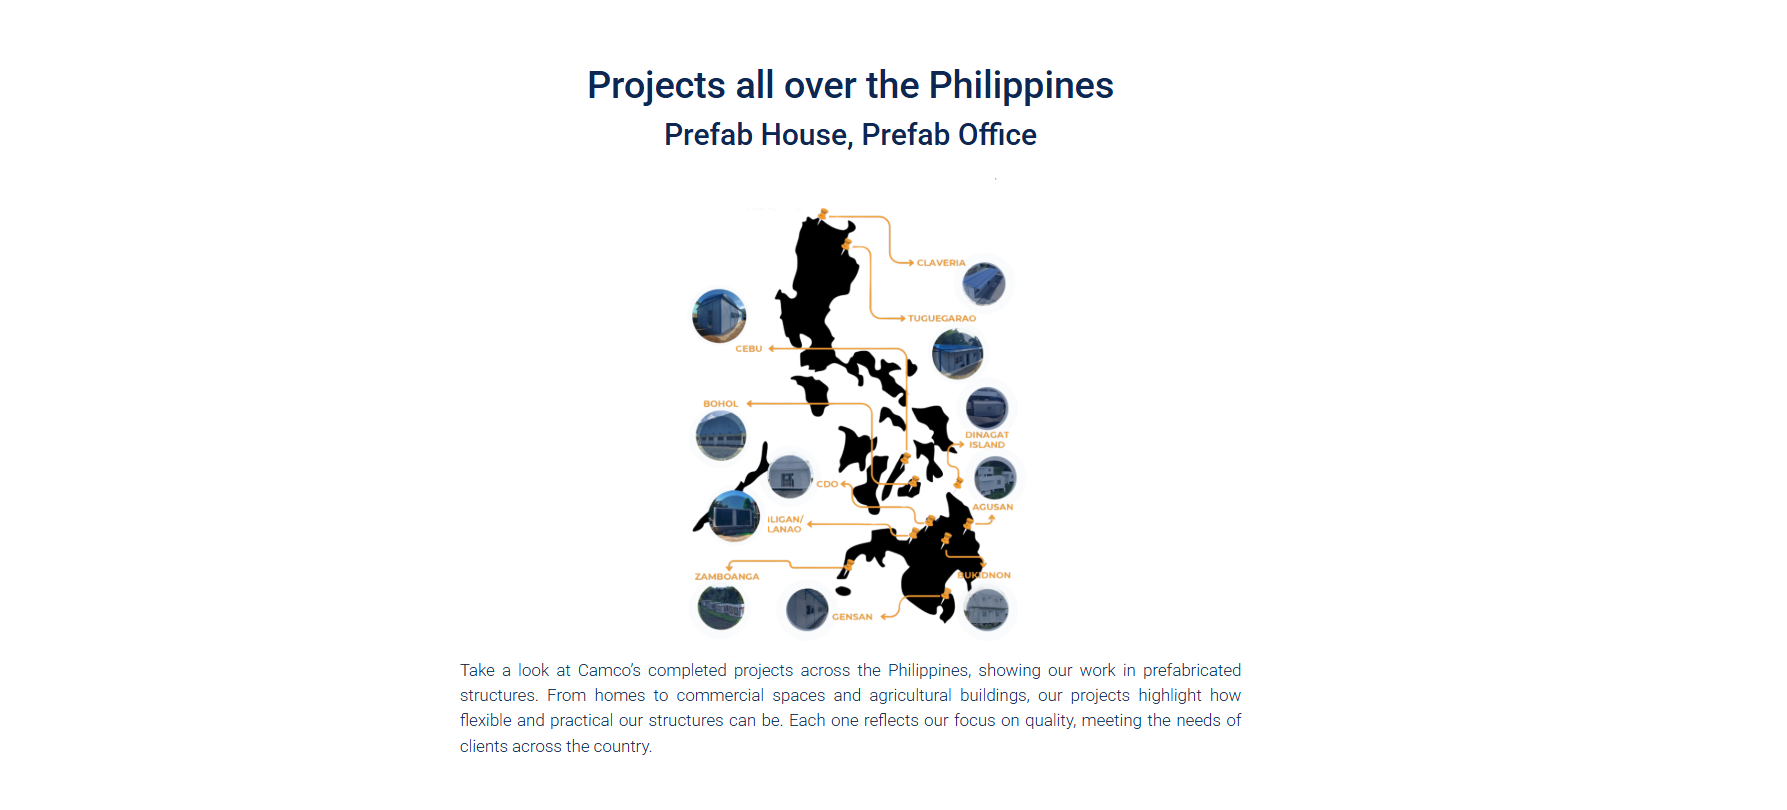 Projects all over the Philippines
Prefab House, Prefab Office
CLAVERIA
TUGUEGARAO
CEBU
BOHOL
DINAGAT
ISLAND
CDO
AGUSAN
ILIGAN/
LANAO
ZAMBOANGA
BUKIDNON
GENSAN
Take a look at Camco’s completed projects across the Philippines, showing our work in prefabricated
structures. From homes to commercial spaces and agricultural buildings, our projects highlight how
flexible and practical our structures can be. Each one reflects our focus on quality, meeting the needs of
clients across the country.